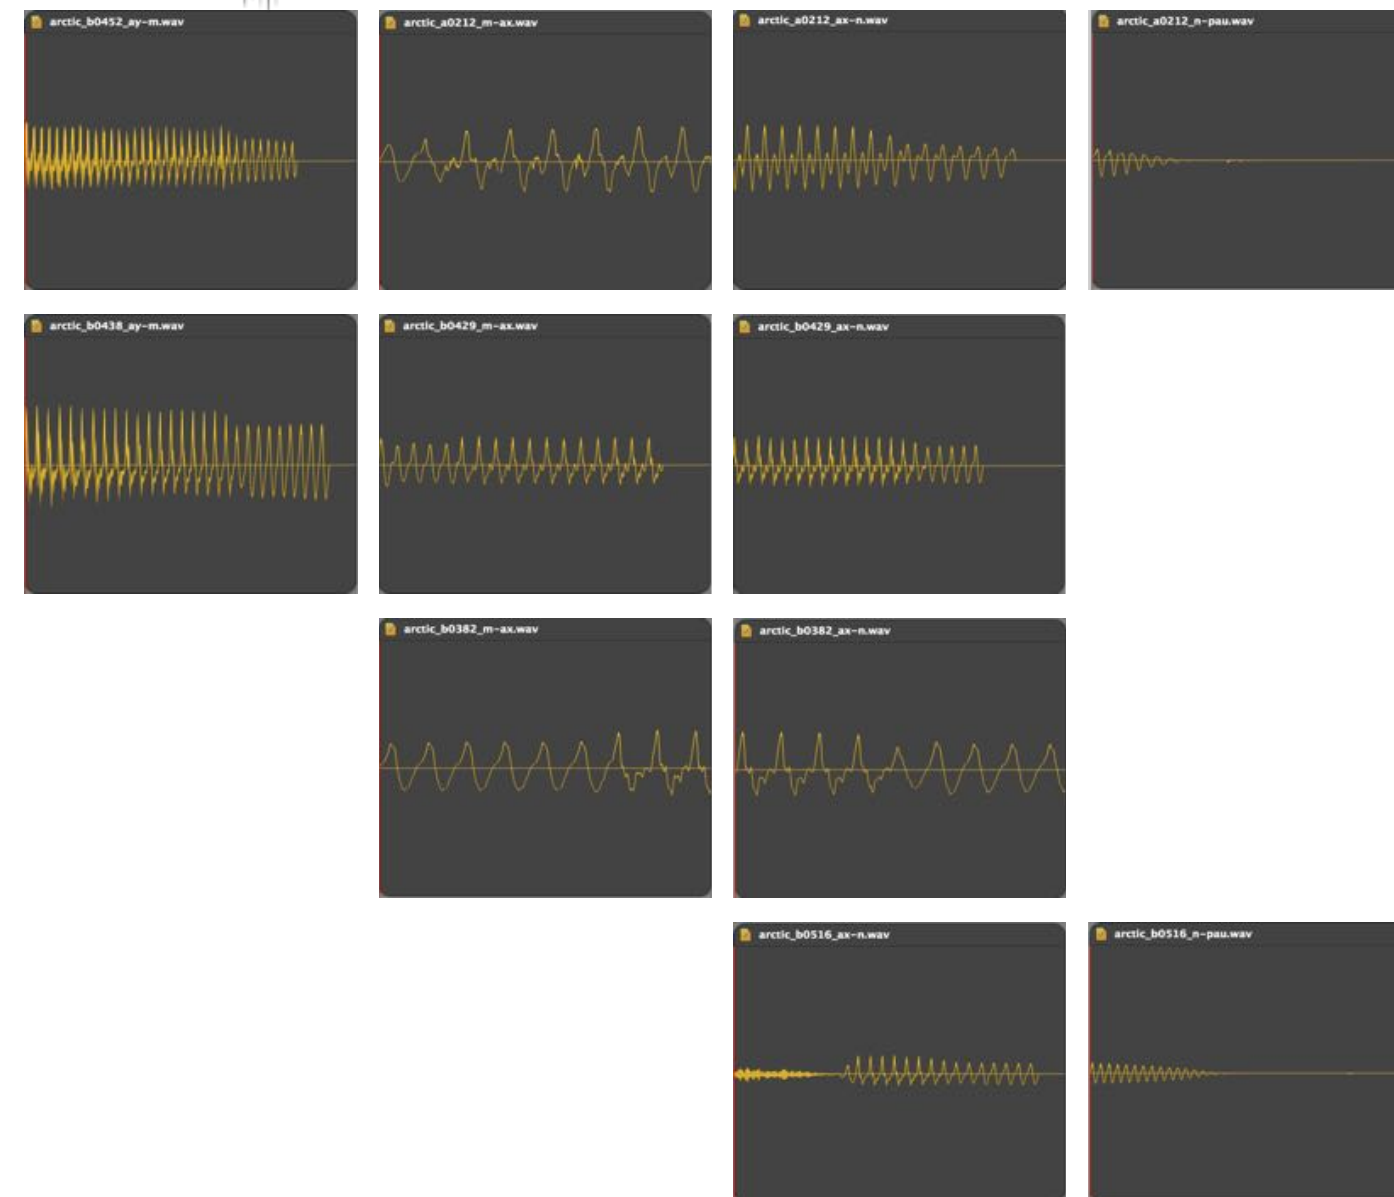 arctic_b0452_ay-m.wav
arctic_a0212_m-ax.wav
arctic_a0212_ax-n.wav
arctic_a0212_n-pau.wav
arctic_b0438_ay-m.wav
arctic_b0429_m-ax.wav
arctic_b0429_ax-n.wav
arctic_b0382_m-ax.wav
arctic_b0382_ax-n.wav
arctic_b0516_ax-n.wav
arctic_b0516_n-pau.wav